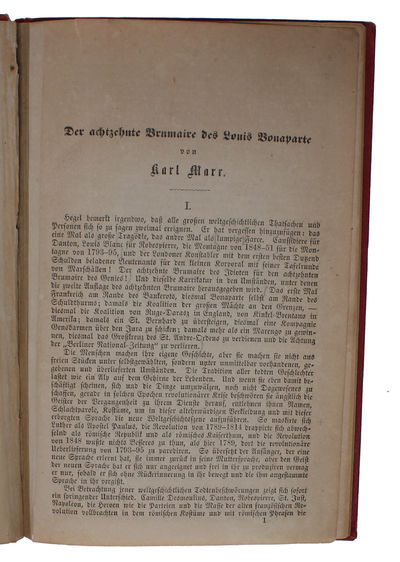 Der achtzehnte Brumaire des Louis Bonaparte
von
Karl Marx.
I.
Hegel bemerkt irgendwo, daß alle großen weltgeschichtlichen Thatsachen und
Personen sich so zu sagen zweimal ereignen. Er hat vergessen hinzuzufügen: das
eine Mal als große Tragödie, das andre Mal als lumpige Farce. Caussidière für
Danton, Louis Blanc für Robespierre, die Montagne von 1848–51 für die Mon-
tagne von 1793–95, und der Londoner Konstabler mit dem ersten besten Dutzend
Schulden beladener Lieutenants für den kleinen Korporal mit seiner Tafelrunde
von Marschällen! Der achtzehnte Brumaire des Idioten für den achtzehnten
Brumaire des Genies! Und dieselbe Karrikatur in den Umständen, unter denen
die zweite Auflage des achtzehnten Brumaire herausgegeben wird. Das erste Mal
Frankreich am Rande des Bankerots, diesmal Bonaparte selbst am Rande des
Schuldthurms; damals die Koalition der großen Mächte an den Grenzen, —
diesmal die Koalition von Ruge-Darasz in England, von Kinkel-Brentano in
Amerika; damals ein St. Bernhard zu übersteigen, diesmal eine Kompagnie
Gensdarmen über den Jura zu schicken; damals mehr als ein Marengo zu gewin-
nen, diesmal das Großkreuz des St. Andre-Ordens zu verdienen und die Achtung
der „Berliner National-Zeitung“ zu verlieren.
Die Menschen machen ihre eigene Geschichte, aber sie machen sie nicht aus
freien Stücken unter selbstgewählten, sondern unter unmittelbar vorhandenen, ge-
gebenen und überlieferten Umständen. Die Tradition aller todten Geschlechter
lastet wie ein Alp auf dem Gehirne der Lebenden. Und wenn sie eben damit be-
schäftigt scheinen, sich und die Dinge umzuwälzen, noch nicht Dagewesenes zu
schaffen, gerade in solchen Epochen revolutionärer Krise beschwören sie ängstlich die
Geister der Vergangenheit zu ihrem Dienste herauf, entlehnen ihnen Namen,
Schlachtparole, Kostüme, um in dieser altehrwürdigen Verkleidung und mit dieser
erborgten Sprache die neue Weltgeschichtsszene aufzuführen. So maskirte sich
Luther als Apostel Paulus, die Revolution von 1789–1814 drappirte sich abwech-
selnd als römische Republik und als römisches Kaiserthum, und die Revolution
von 1848 wußte nichts Besseres zu thun, als hier 1789, dort die revolutionäre
Ueberlieferung von 1793–95 zu parodiren. So übersetzt der Anfänger, der eine
neue Sprache erlernt hat, sie immer zurück in seine Muttersprache, aber den Geist
der neuen Sprache hat er sich nur angeeignet und frei in ihr zu produziren vermag
er nur, sobald er sich ohne Rückerinnerung in ihr bewegt und die ihm angestammte
Sprache in ihr vergißt.
Bei Betrachtung jener weltgeschichtlichen Todtenbeschwörungen zeigt sich sofort
ein springender Unterschied. Camille Desmoulins, Danton, Robespierre, St. Just,
Napoleon, die Heroen wie die Parteien und die Masse der alten französischen Re-
volution vollbrachten in dem römischen Kostüme und mit römischen Phrasen die
1